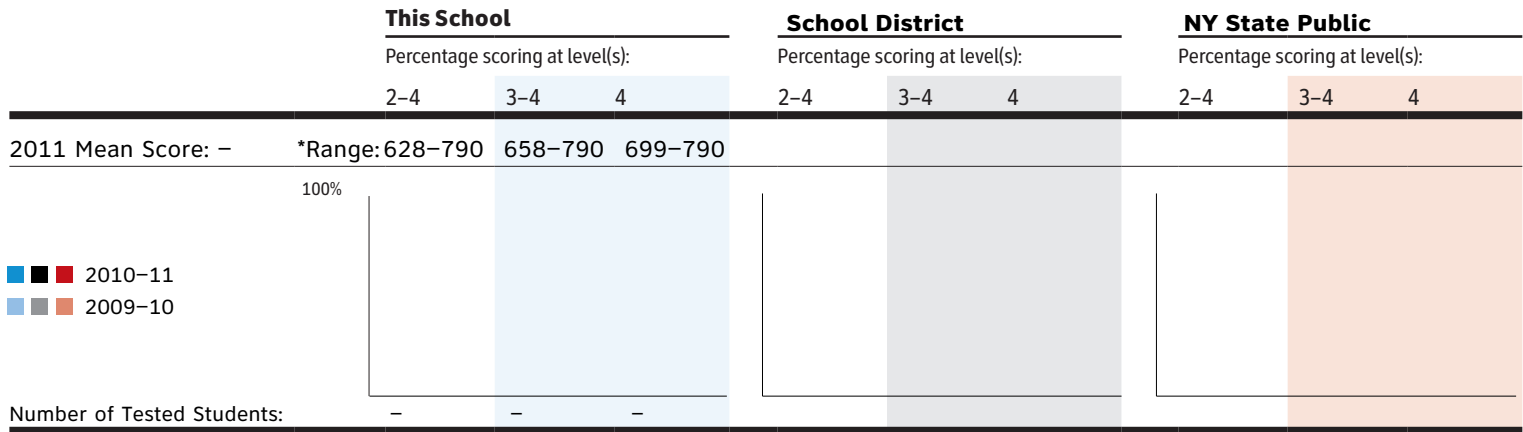 This School School District NY State Public
Percentage scoring at level(s): Percentage scoring at level(s): Percentage scoring at level(s):
2–4 3–4 4 2–4 3–4 4 2–4 3–4 4
2011 Mean Score: – *Range: 628–790 658–790 699–790
100%
2010–11
2009–10
Number of Tested Students: – – –